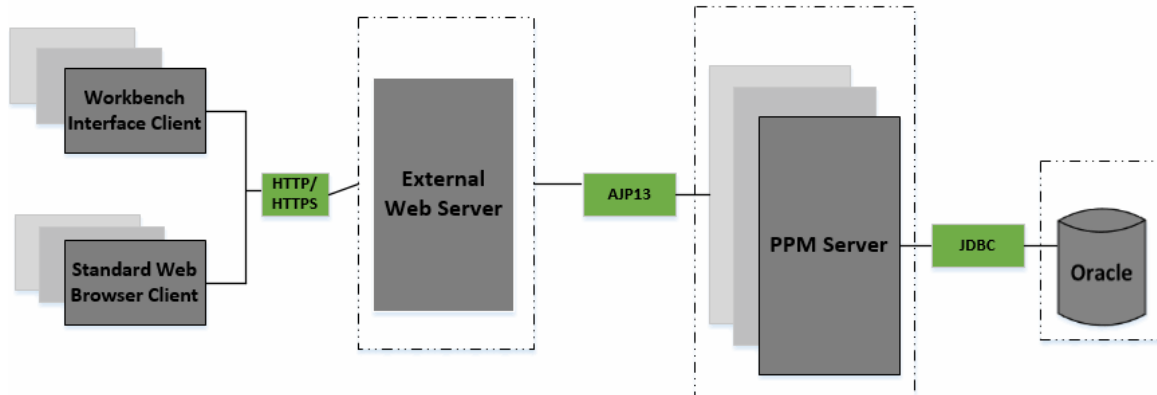 Workbench
Interface Client
HTTP/
HTTPS
Standard Web
Browser Client
External
Web Server
AJP13
PPM Server
JDBC
Oracle